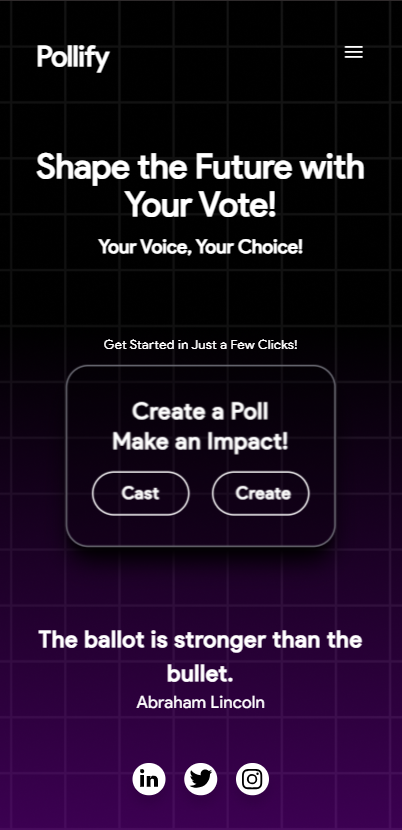 Pollify
Shape the Future with
Your Vote!
Your Voice, Your Choice!
Get Started in Just a Few Clicks!
Create a Poll
Make an Impact!
Cast
Create
The ballot is stronger than the
bullet.
Abraham Lincoln
in